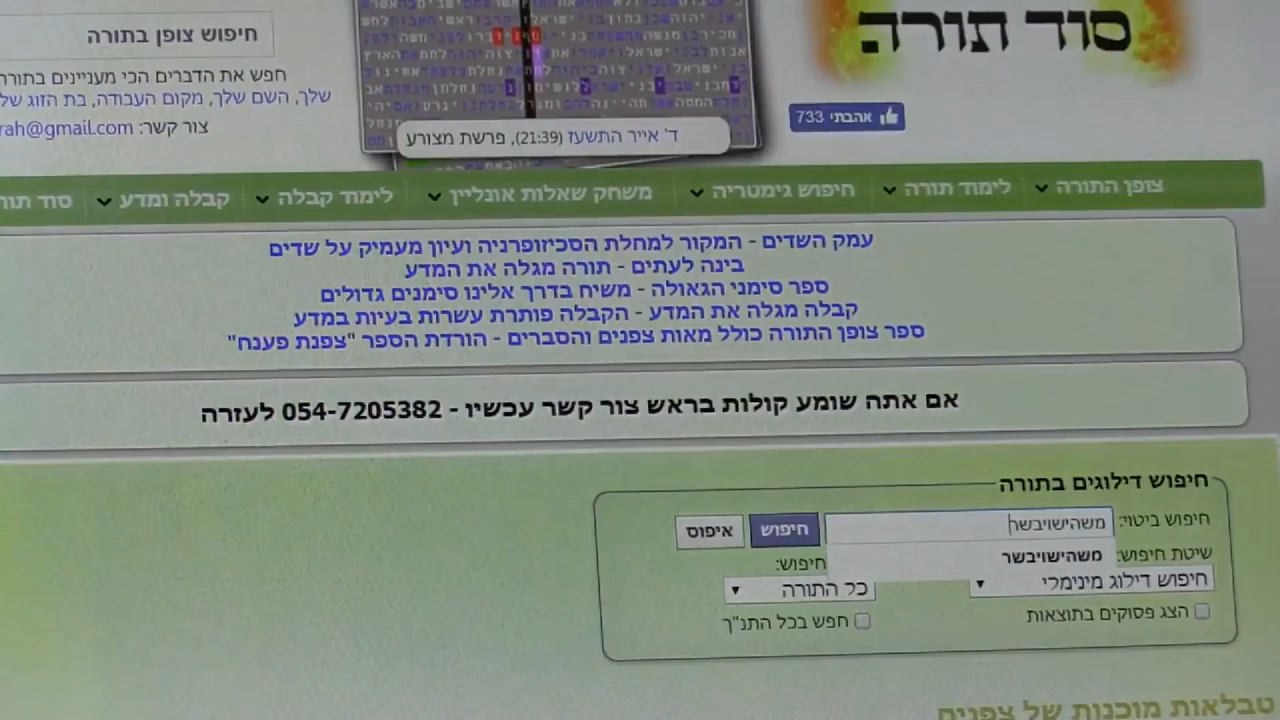 סוד תורה
אהבתי 733
חיפוש צופן בתורה
חפש את הדברים הכי מעניינים בתורה
שלך, השם שלך, מקום העבודה, בת הזוג של
צור קשר: rah@gmail.com
ד' אייר התשעז (21:39), פרשת מצורע
צופן התורה
לימוד תורה
חיפוש גימטריה
משחק שאלות אונליין
לימוד קבלה
קבלה ומדע
סוד תור
עמק השדים - המקור למחלת הסכיזופרניה ועיון מעמיק על שדים
בינה לעתים - תורה מגלה את המדע
ספר סימני הגאולה - משיח בדרך אלינו סימנים גדולים
קבלה מגלה את המדע - הקבלה פותרת עשרות בעיות במדע
ספר צופן התורה כולל מאות צפנים והסברים - הורדת הספר "צפנת פענח"
אם אתה שומע קולות בראש צור קשר עכשיו - 054-7205382 לעזרה
חיפוש דילוגים בתורה
חיפוש ביטוי: משהישויבשר חיפוש איפוס
משהישויבשר
שיטת חיפוש: חיפוש:
חיפוש דילוג מינימלי כל התורה
הצג פסוקים בתוצאות חפש בכל התנ"ך
טבלאות מוכנות של צפנים